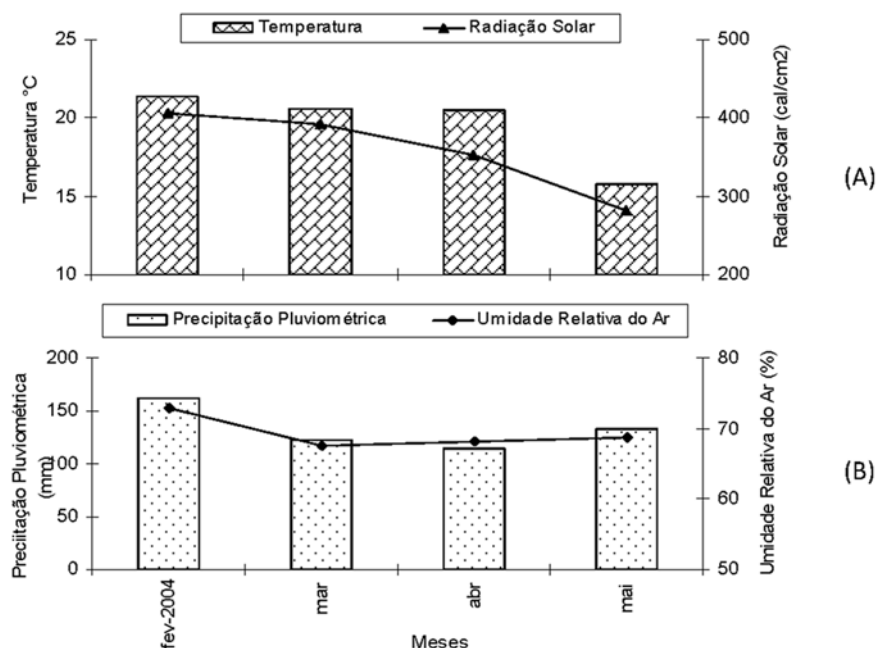 Temperatura Radiação Solar
25
20
15
10
Temperatura °C
500
400
300
200
Radiação Solar (cal/cm2)
(A)
Precipitação Pluviométrica Umidade Relativa do Ar
200
150
100
50
0
Preciitação Pluviométrica
(mm)
80
70
60
50
Umidade Relativa do Ar (%)
(B)
fev-2004
mar
abr
mai
Meses